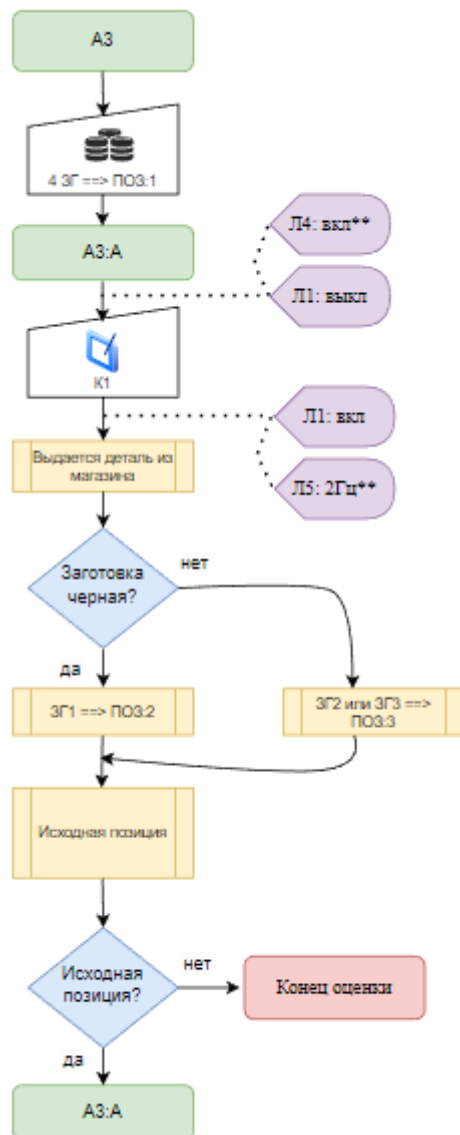 А3
4 ЗГ ==> ПОЗ:1
А3:А
Л4: вкл**
Л1: выкл
К1
Л1: вкл
Л5: 2Гц**
Выдается деталь из
магазина
Заготовка
черная?
нет
да
ЗГ1 ==> ПОЗ:2
ЗГ2 или ЗГ3 ==>
ПОЗ:3
Исходная позиция
Исходная
позиция?
нет
Конец оценки
да
А3:А